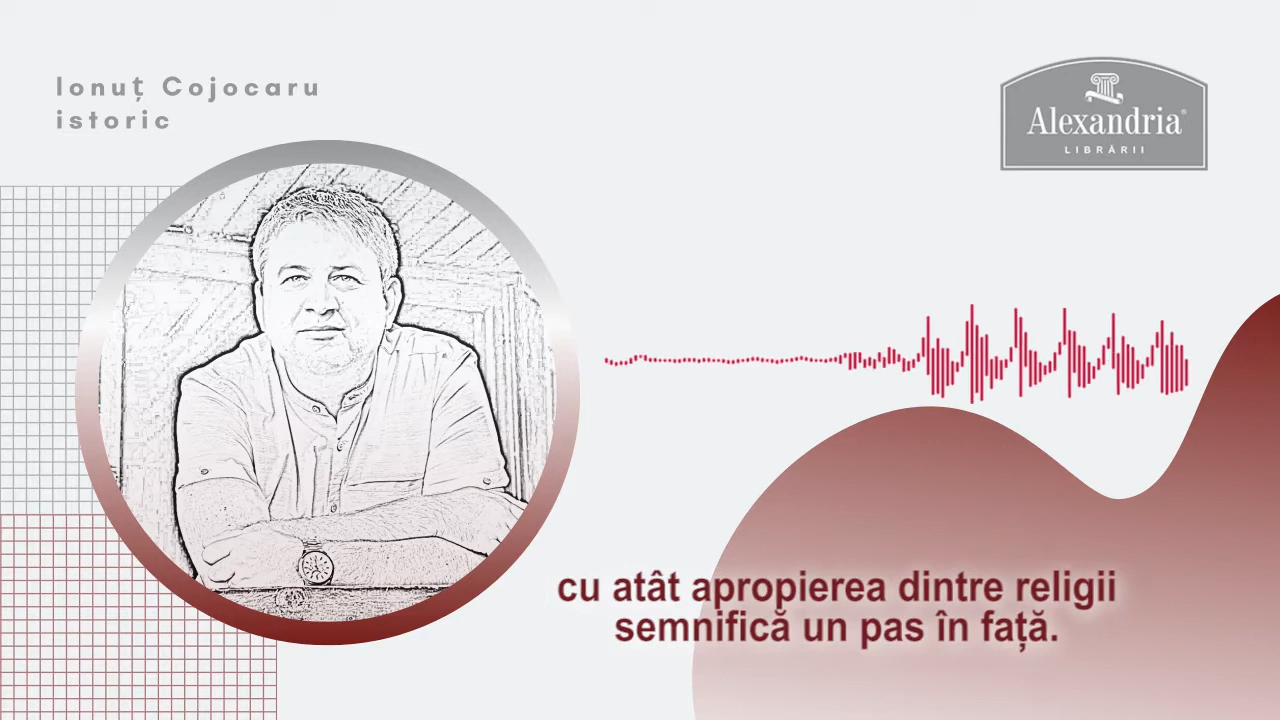 Ionuț Cojocaru
istoric
Alexandria®
LIBRĂRII
cu atât apropierea dintre religii
semnifică un pas în față.